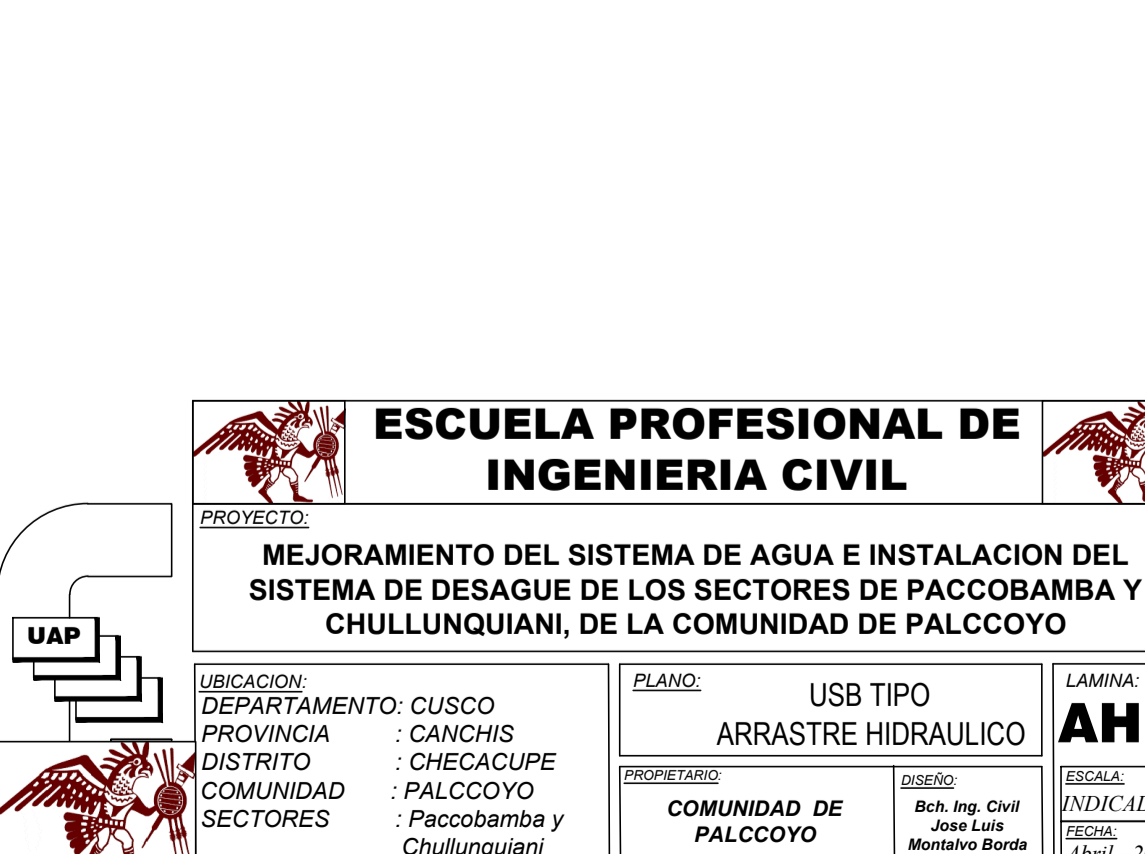 ESCUELA PROFESIONAL DE
INGENIERIA CIVIL
PROYECTO:
MEJORAMIENTO DEL SISTEMA DE AGUA E INSTALACION DEL
SISTEMA DE DESAGUE DE LOS SECTORES DE PACCOBAMBA Y
CHULLUNQUIANI, DE LA COMUNIDAD DE PALCCOYO
UAP
UBICACION:
DEPARTAMENTO: CUSCO
PROVINCIA : CANCHIS
DISTRITO : CHECACUPE
COMUNIDAD : PALCCOYO
SECTORES : Paccobamba y
Chullunquiani
PLANO:
USB TIPO
ARRASTRE HIDRAULICO
PROPIETARIO:
COMUNIDAD DE
PALCCOYO
DISEÑO:
Bch. Ing. Civil
Jose Luis
Montalvo Borda
LAMINA:
AH
ESCALA:
INDICAD
FECHA:
Abril